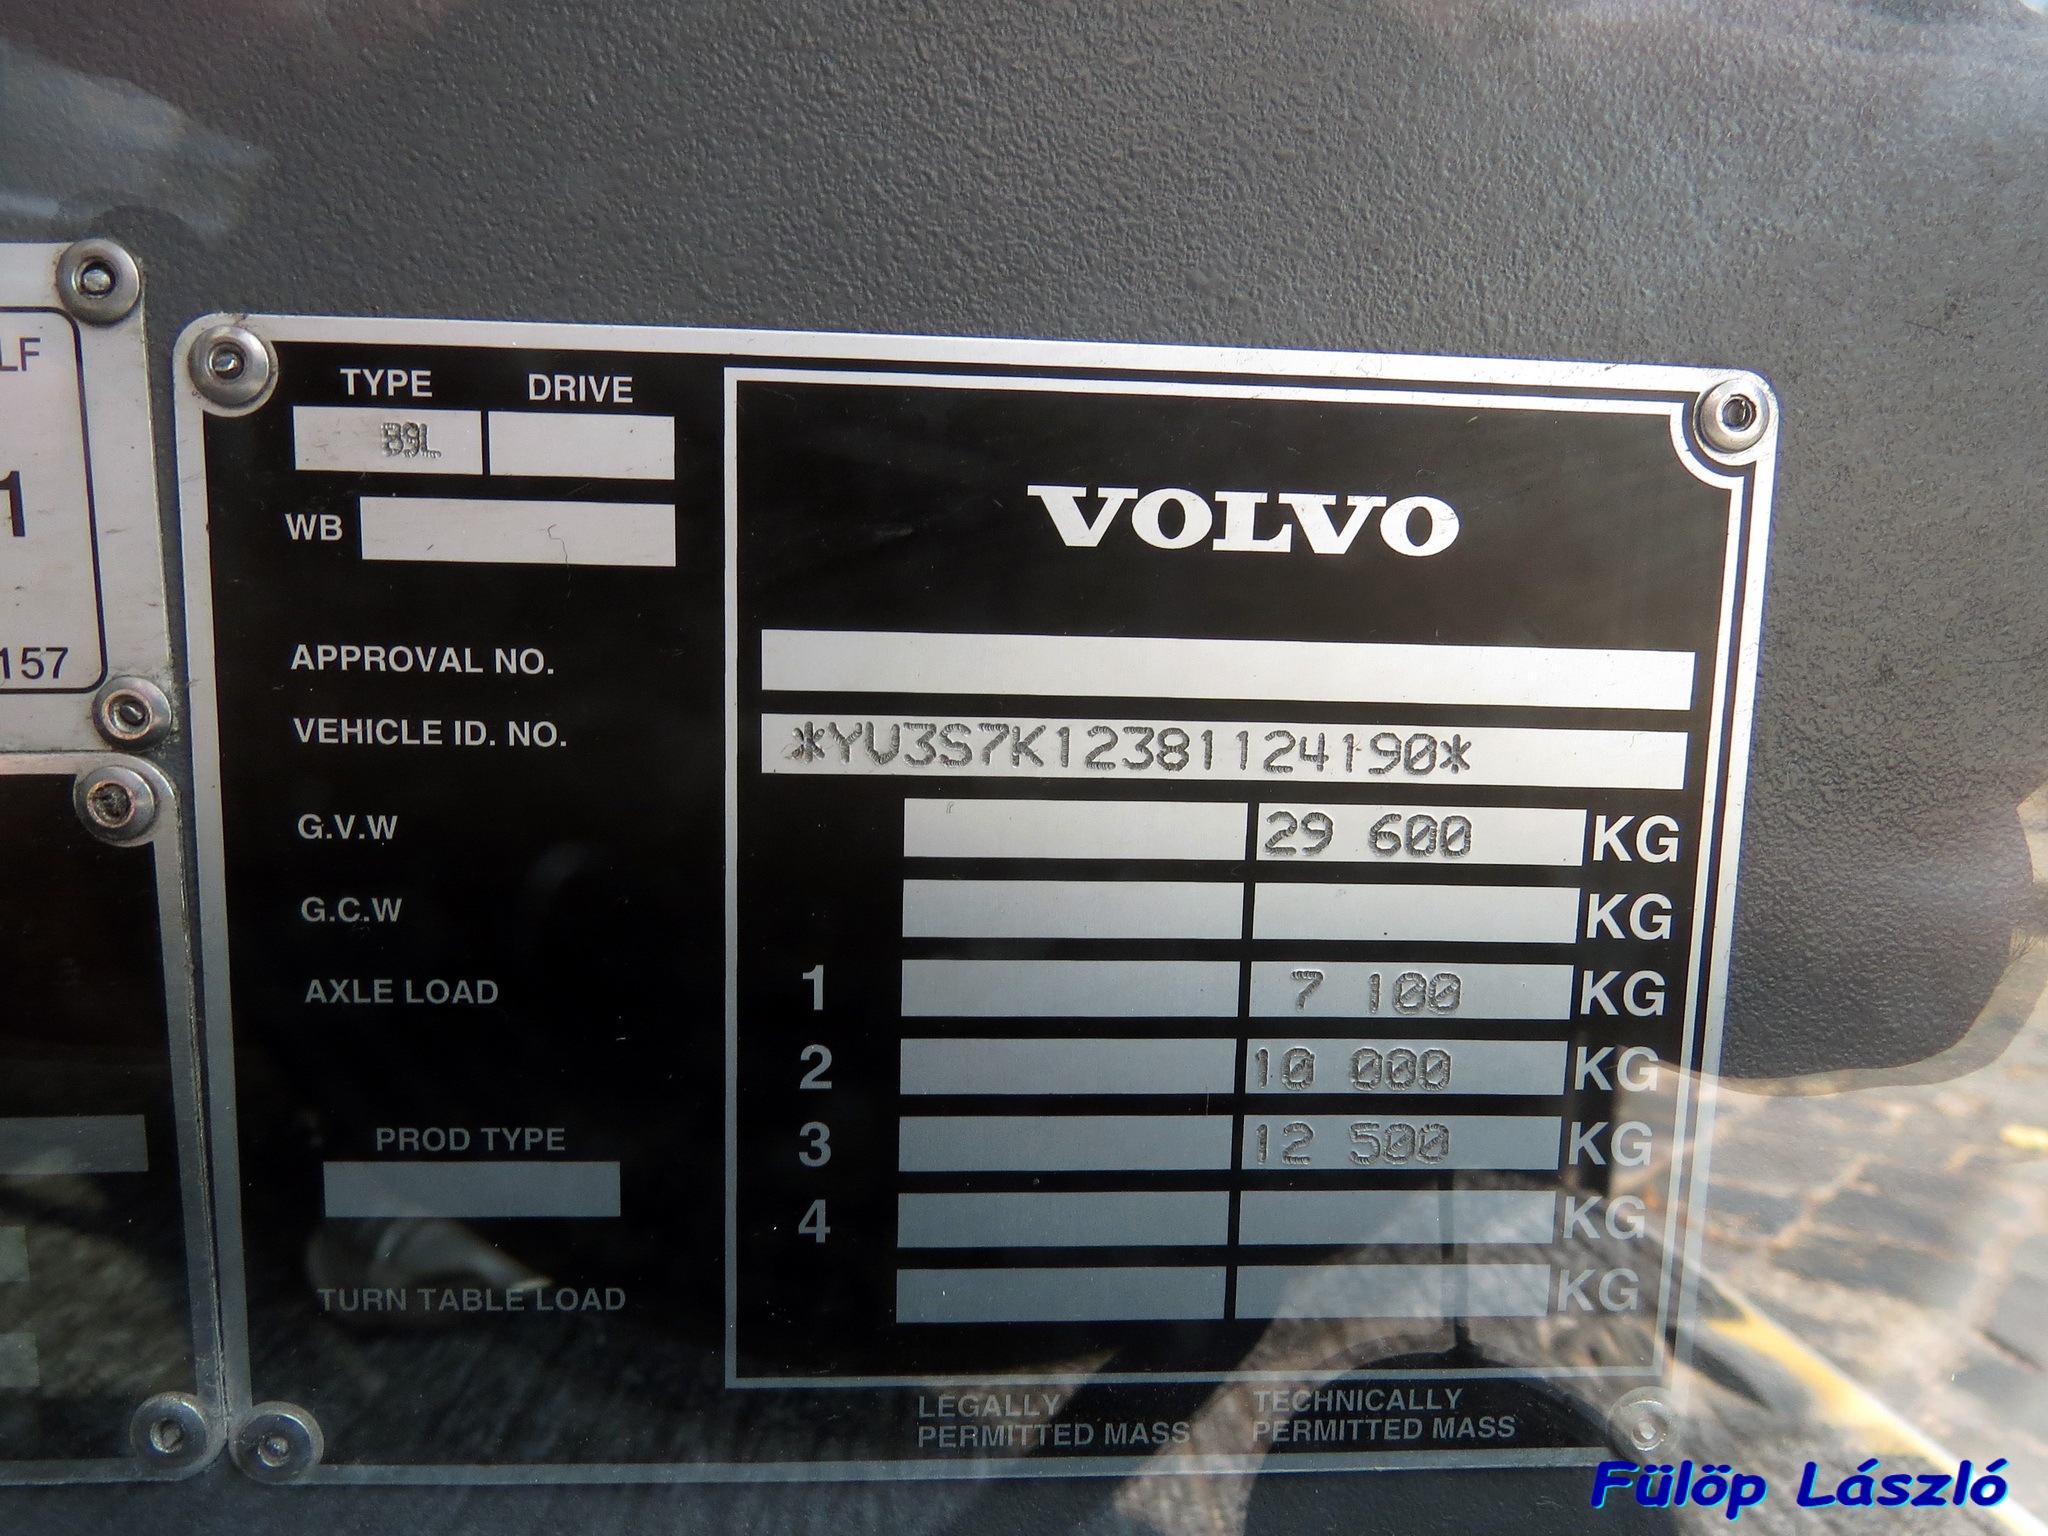 LF
1
157
TYPE DRIVE
B9L
WB
VOLVO
APPROVAL NO.
VEHICLE ID. NO. *YV3S7K12381124190*
G.V.W 29 600 KG
G.C.W KG
AXLE LOAD 1 7 100 KG
2 10 000 KG
PROD TYPE 3 12 500 KG
4 KG
TURN TABLE LOAD KG
LEGALLY PERMITTED MASS
TECHNICALLY PERMITTED MASS
Fülöp László